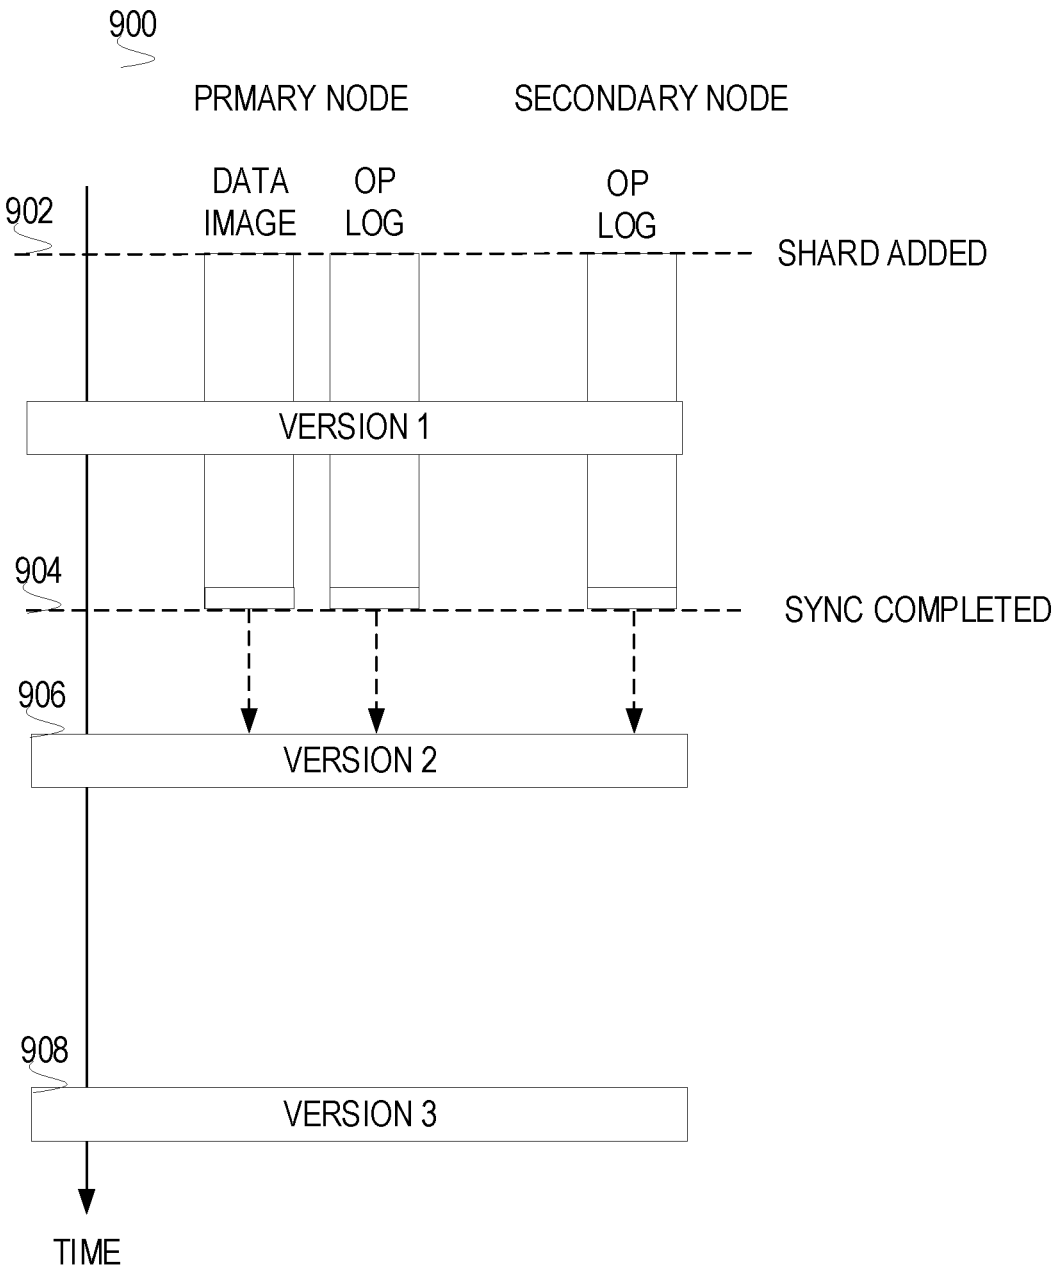 900
PRMARY NODE
SECONDARY NODE
DATA
IMAGE
OP
LOG
OP
LOG
902
SHARD ADDED
VERSION 1
904
SYNC COMPLETED
906
VERSION 2
908
VERSION 3
TIME